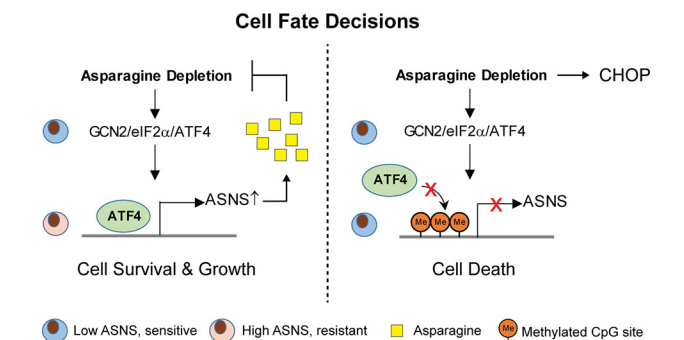 Cell Fate Decisions
Asparagine Depletion
GCN2/eIF2α/ATF4
ATF4
ASNS↑
Cell Survival & Growth
Asparagine Depletion
CHOP
GCN2/eIF2α/ATF4
ATF4
X
Me Me Me
X
ASNS
Cell Death
Low ASNS, sensitive
High ASNS, resistant
Asparagine
Me
Methylated CpG site